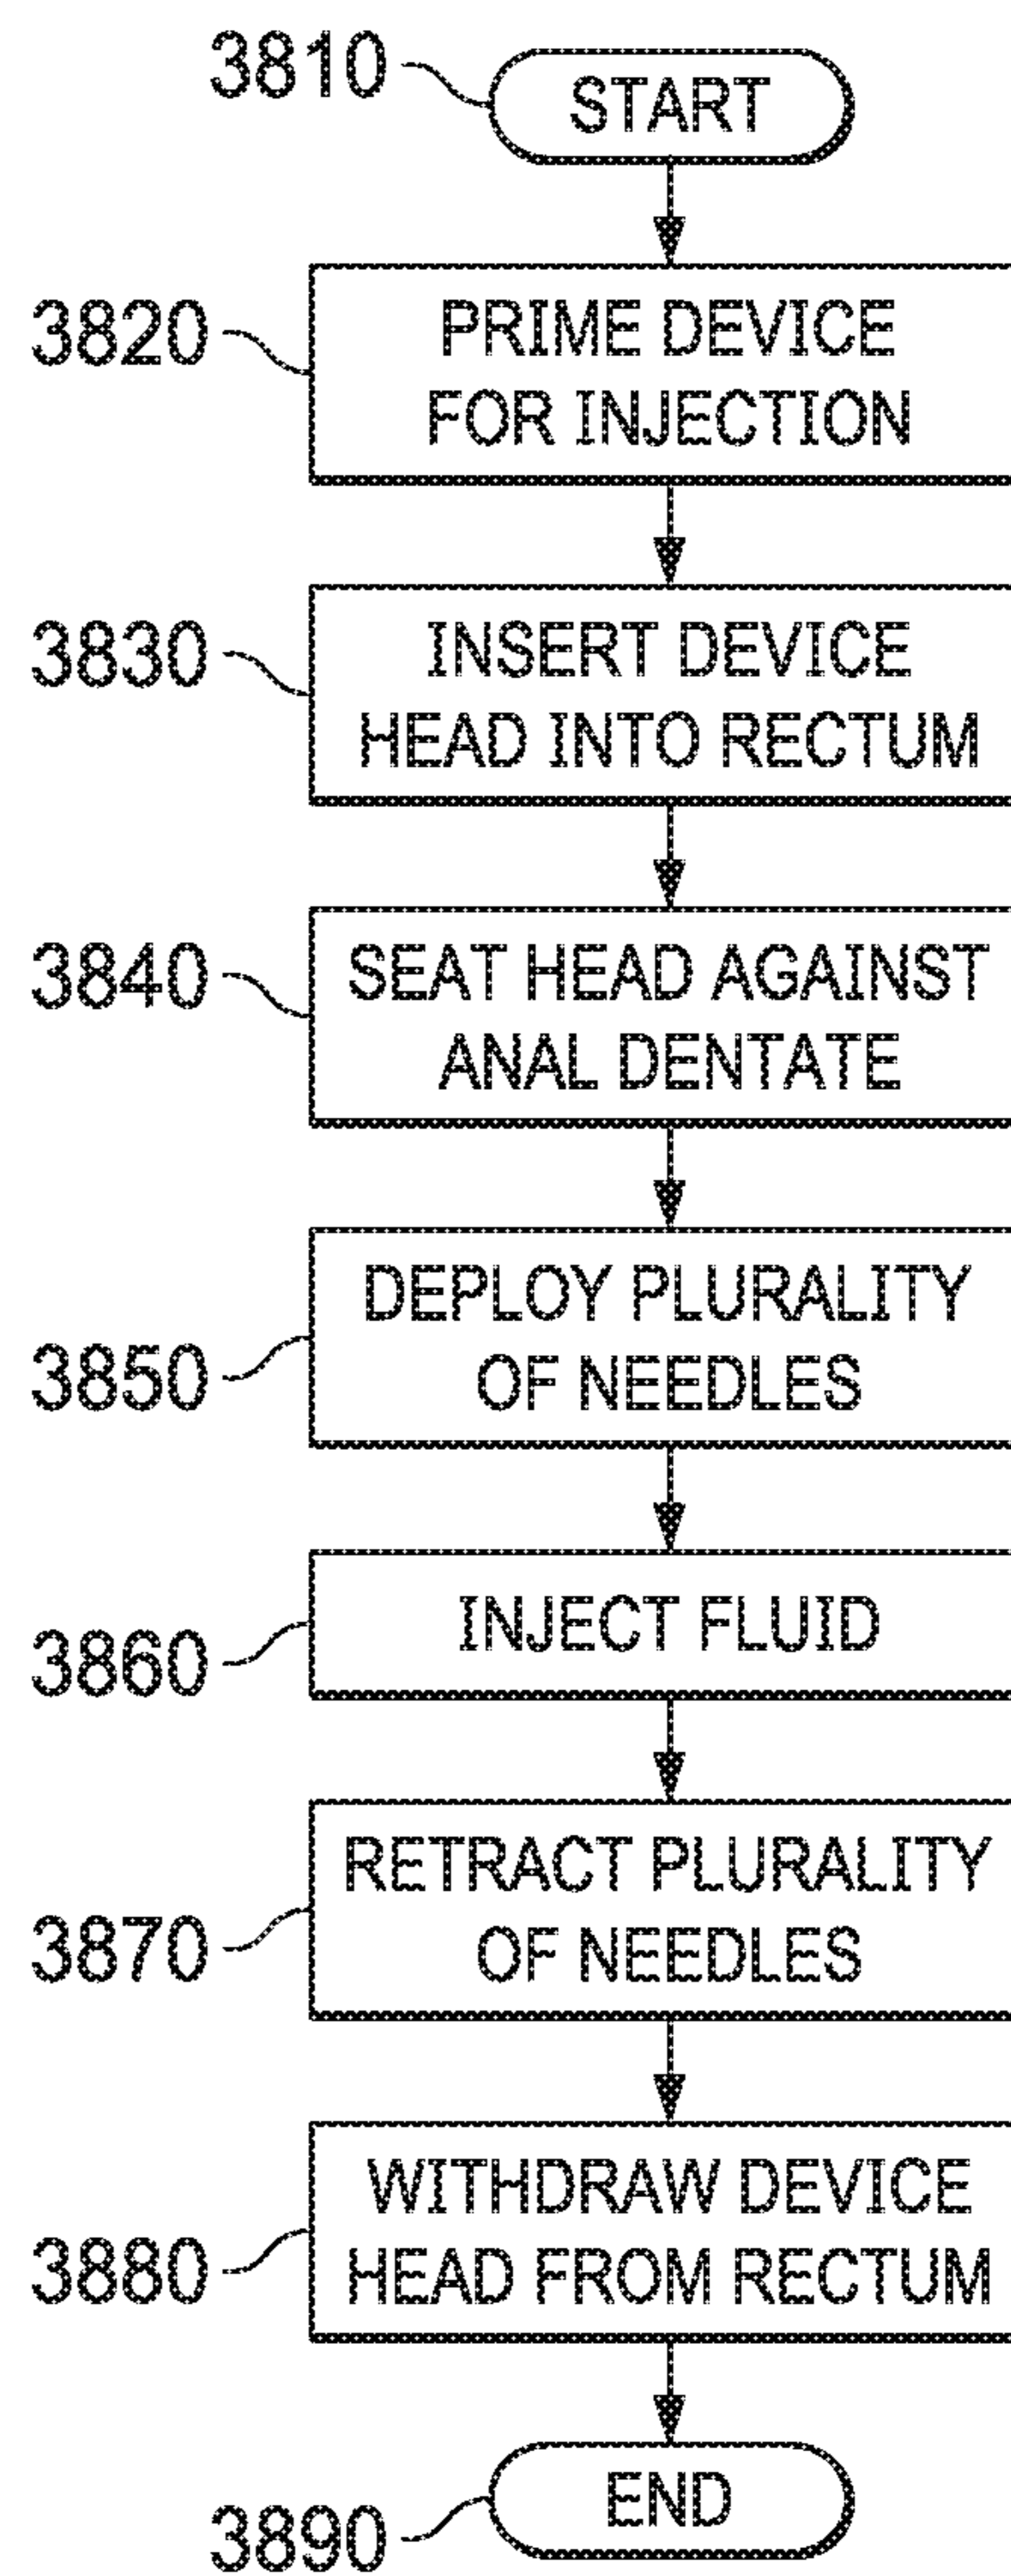 3810
START
3820
PRIME DEVICE
FOR INJECTION
3830
INSERT DEVICE
HEAD INTO RECTUM
3840
SEAT HEAD AGAINST
ANAL DENTATE
3850
DEPLOY PLURALITY
OF NEEDLES
3860
INJECT FLUID
3870
RETRACT PLURALITY
OF NEEDLES
3880
WITHDRAW DEVICE
HEAD FROM RECTUM
3890
END